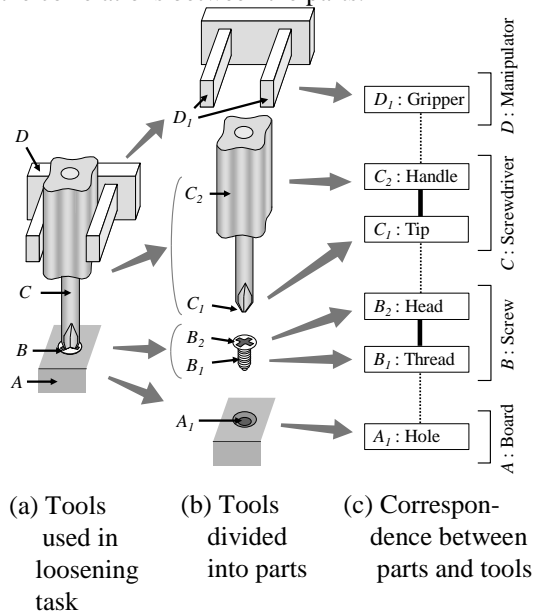 D₁
D
C₂
C
C₁
B₂
B
B₁
A
A₁
D₁ : Gripper
C₂ : Handle
C₁ : Tip
B₂ : Head
B₁ : Thread
A₁ : Hole
D : Manipulator
C : Screwdriver
B : Screw
A : Board
(a) Tools
used in
loosening
task
(b) Tools
divided
into parts
(c) Correspon-
dence between
parts and tools